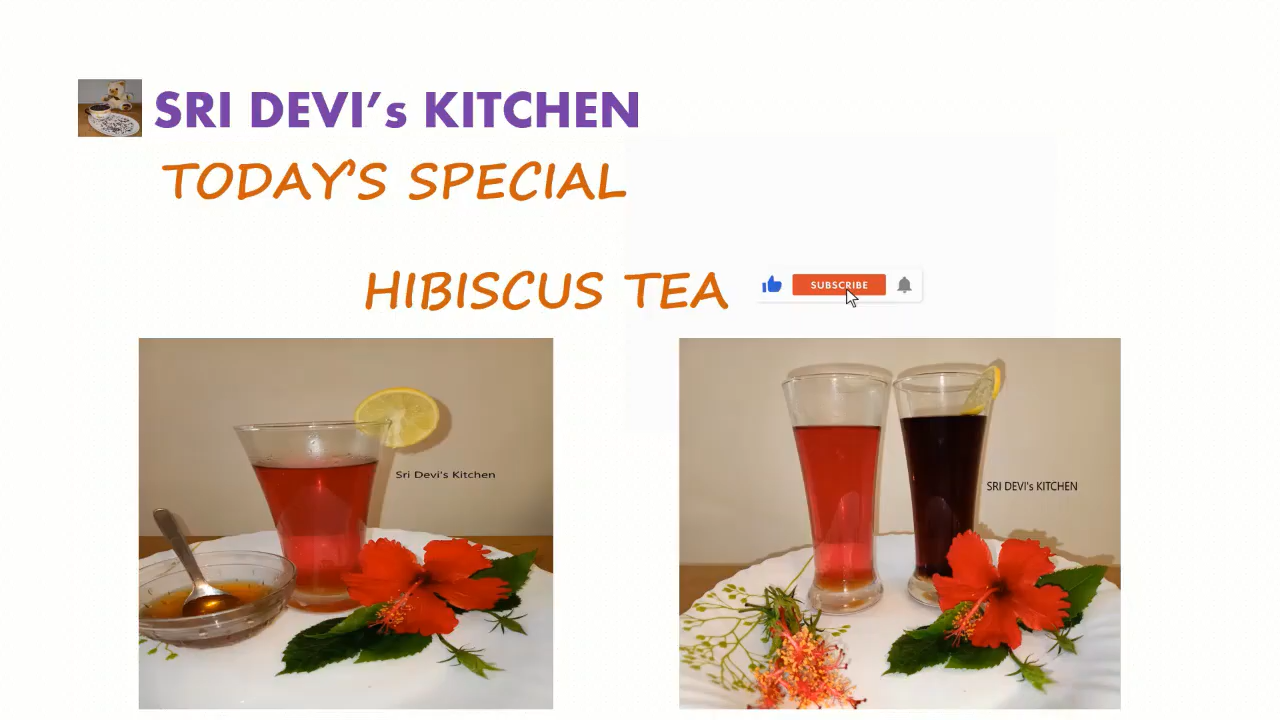 SRI DEVI's KITCHEN
TODAY'S SPECIAL
HIBISCUS TEA
SUBSCRIBE
Sri Devi's Kitchen
SRI DEVI's KITCHEN